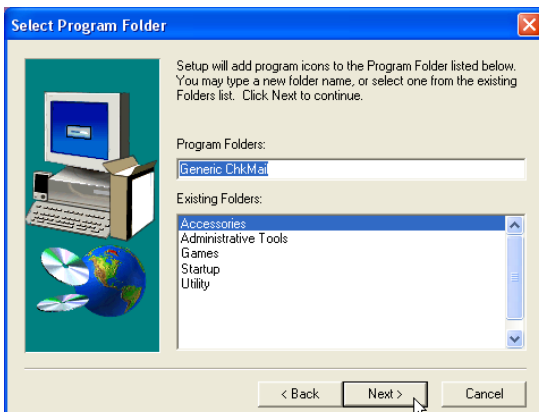 Select Program Folder
Setup will add program icons to the Program Folder listed below.
You may type a new folder name, or select one from the existing
Folders list. Click Next to continue.
Program Folders:
Generic ChkMail
Existing Folders:
Accessories
Administrative Tools
Games
Startup
Utility
< Back
Next >
Cancel